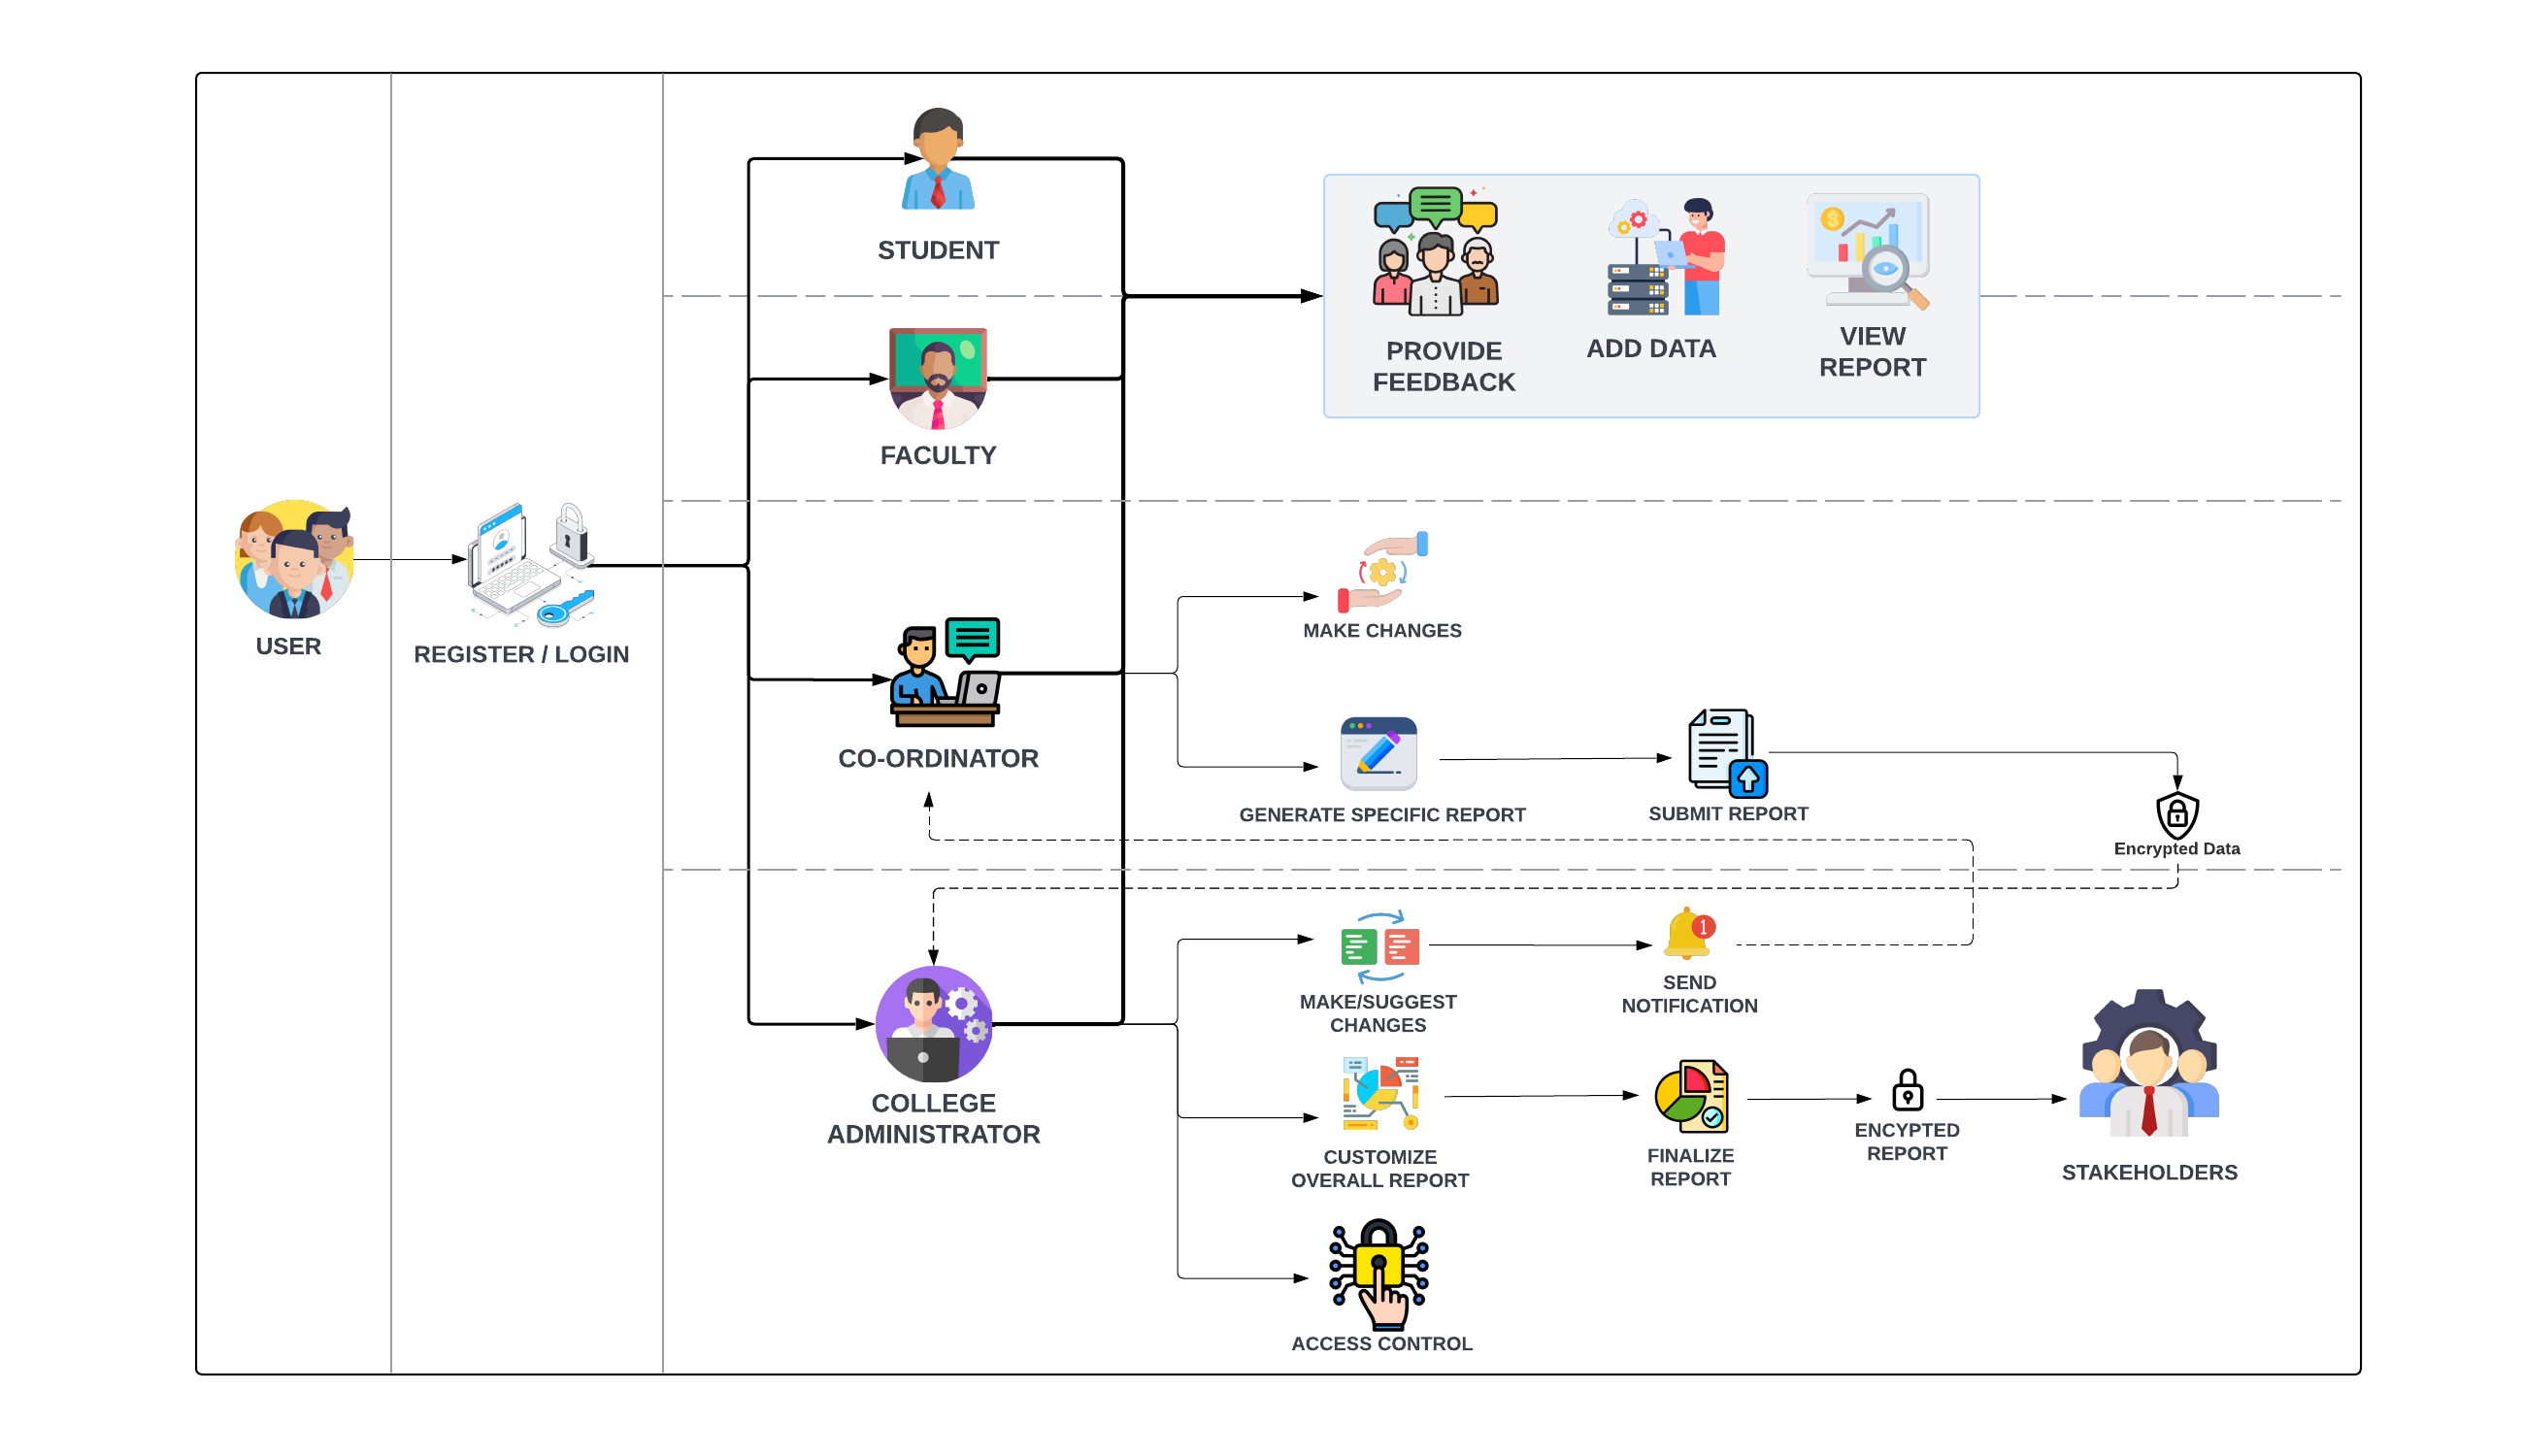 STUDENT
PROVIDE
FEEDBACK
ADD DATA
VIEW
REPORT
FACULTY
USER
REGISTER / LOGIN
MAKE CHANGES
CO-ORDINATOR
GENERATE SPECIFIC REPORT
SUBMIT REPORT
Encrypted Data
1
MAKE/SUGGEST
CHANGES
SEND
NOTIFICATION
COLLEGE
ADMINISTRATOR
CUSTOMIZE
OVERALL REPORT
FINALIZE
REPORT
ENCYPTED
REPORT
STAKEHOLDERS
ACCESS CONTROL